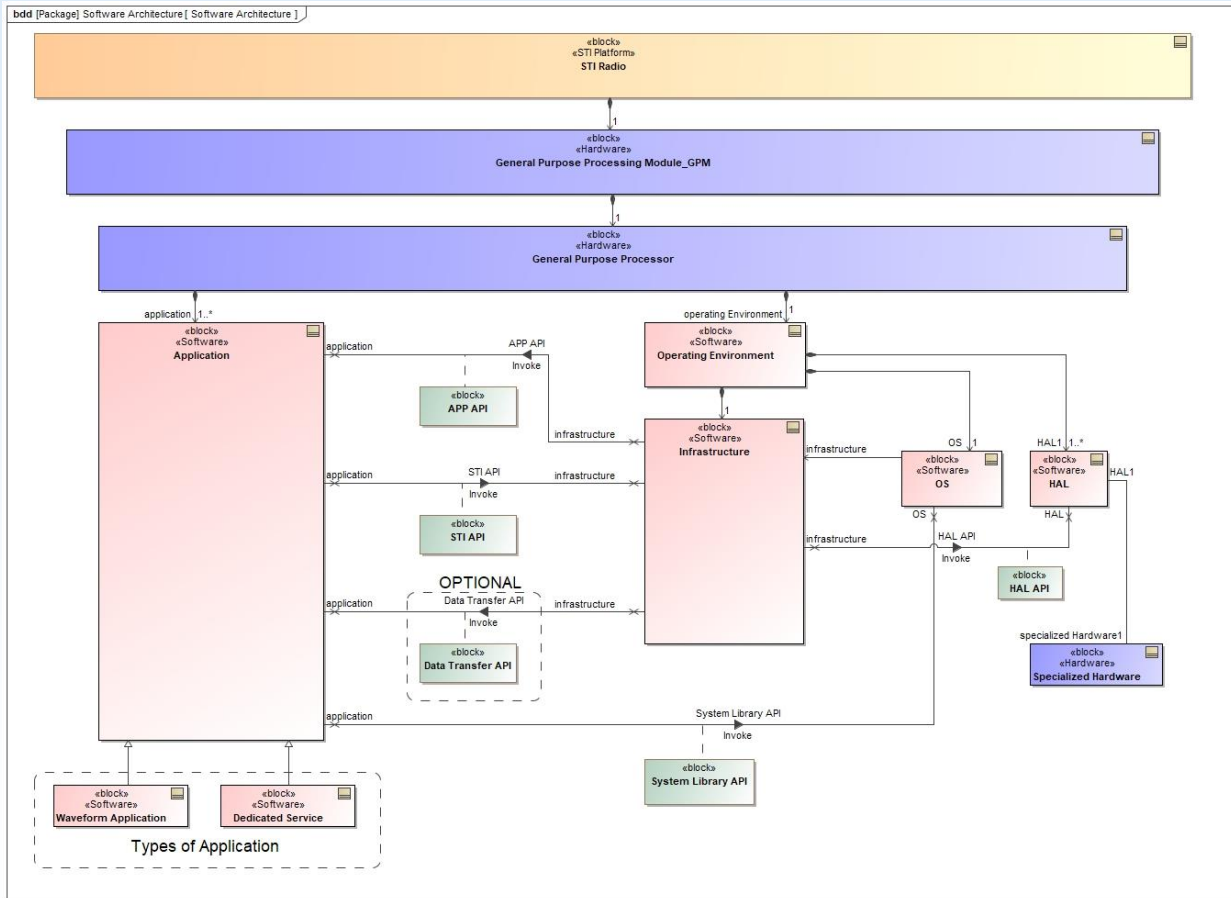 bdd [Package] Software Architecture [ Software Architecture ]
«block»
«STI Platform»
STI Radio
1
«block»
«Hardware»
General Purpose Processing Module_GPM
1
«block»
«Hardware»
General Purpose Processor
application 1..*
operating Environment 1
«block»
«Software»
Application
«block»
«Software»
Operating Environment
application
APP API
Invoke
«block»
APP API
infrastructure
1
«block»
«Software»
Infrastructure
OS 1
HAL1 1..*
infrastructure
«block»
«Software»
OS
«block»
«Software»
HAL
HAL1
application
STI API
Invoke
infrastructure
«block»
STI API
OS
HAL
infrastructure
HAL API
Invoke
«block»
HAL API
OPTIONAL
application
Data Transfer API
Invoke
infrastructure
«block»
Data Transfer API
specialized Hardware1
«block»
«Hardware»
Specialized Hardware
application
System Library API
Invoke
«block»
System Library API
«block»
«Software»
Waveform Application
«block»
«Software»
Dedicated Service
Types of Application